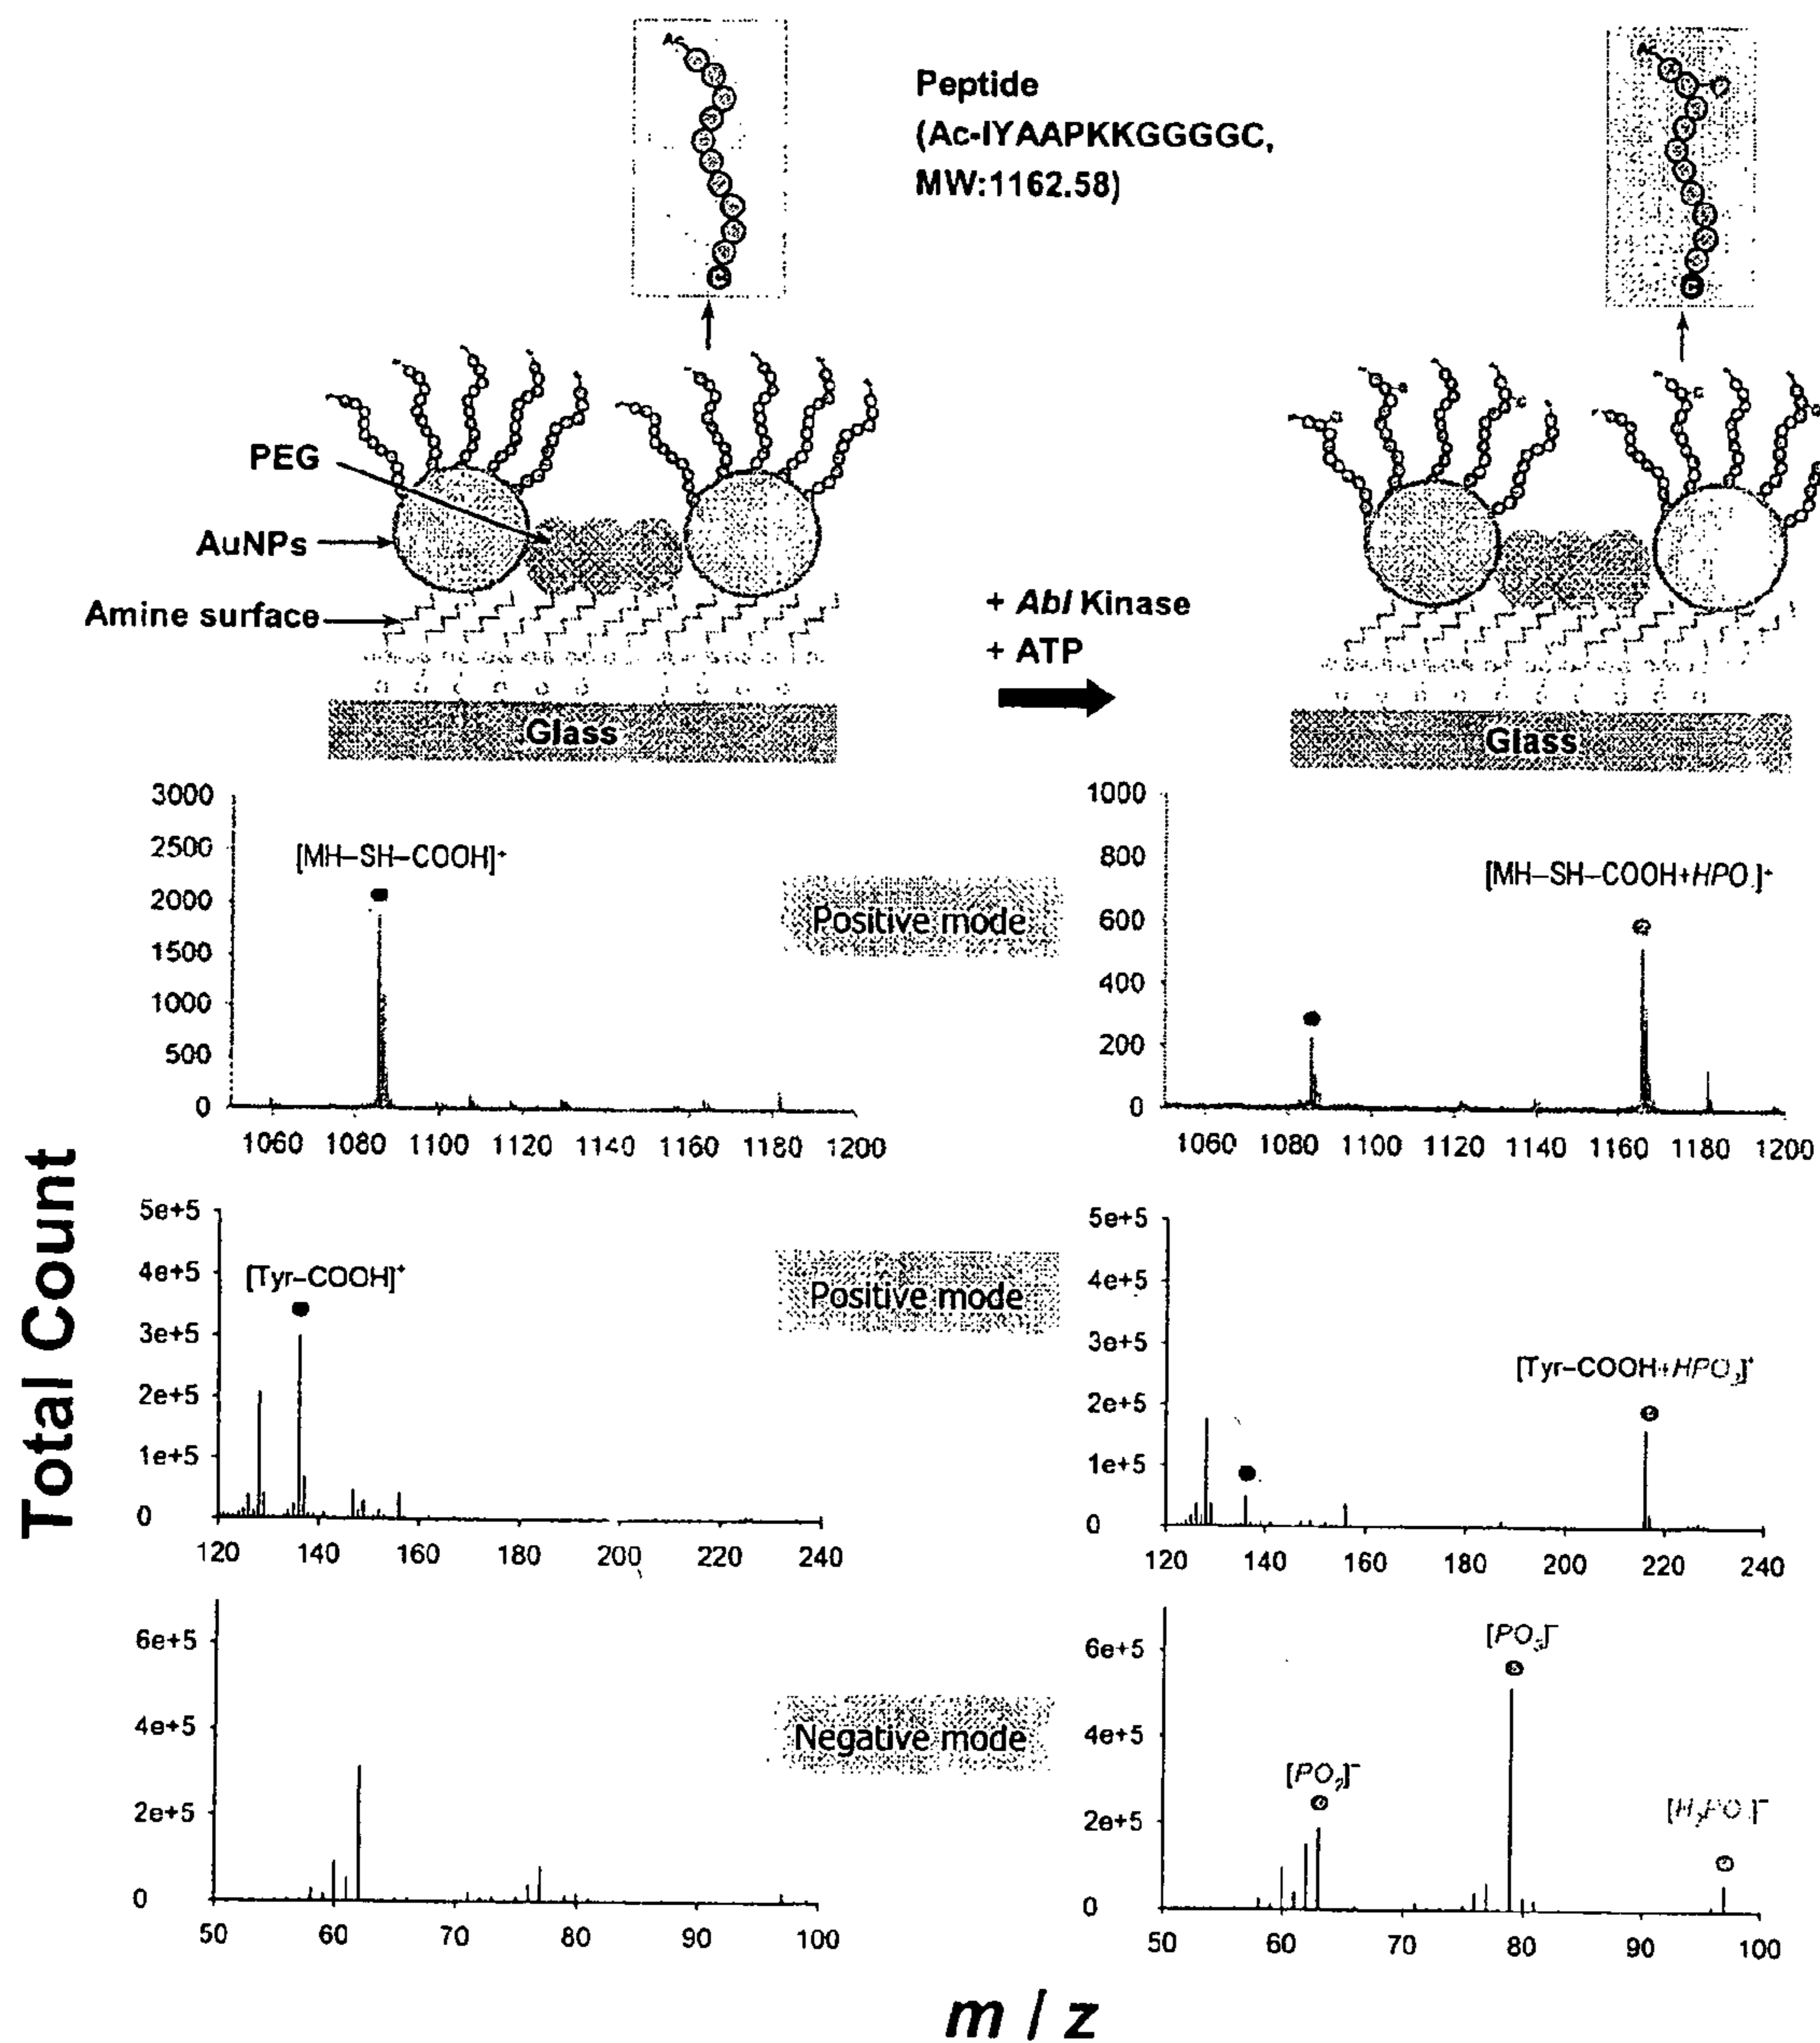 Ac
Ac
Peptide
(Ac-IYAAPKKGGGGC,
MW:1162.58)
PEG
AuNPs
Amine surface
Glass
+ Abl Kinase
+ ATP
Glass
3000
2500
2000
1500
1000
500
0
[MH–SH–COOH]⁺
1060 1080 1100 1120 1140 1160 1180 1200
Positive mode
1000
800
600
400
200
0
[MH–SH–COOH+HPO
]⁺
1060 1080 1100 1120 1140 1160 1180 1200
Total Count
5e+5
4e+5
3e+5
2e+5
1e+5
0
[Tyr–COOH]⁺
120 140 160 180 200 220 240
Positive mode
5e+5
4e+5
3e+5
2e+5
1e+5
0
[Tyr–COOH+HPO₃]⁺
120 140 160 180 200 220 240
6e+5
4e+5
2e+5
0
50 60 70 80 90 100
Negative mode
6e+5
4e+5
2e+5
0
[PO₂]⁻
[PO₃]⁻
50 60 70 80 90 100
m / z